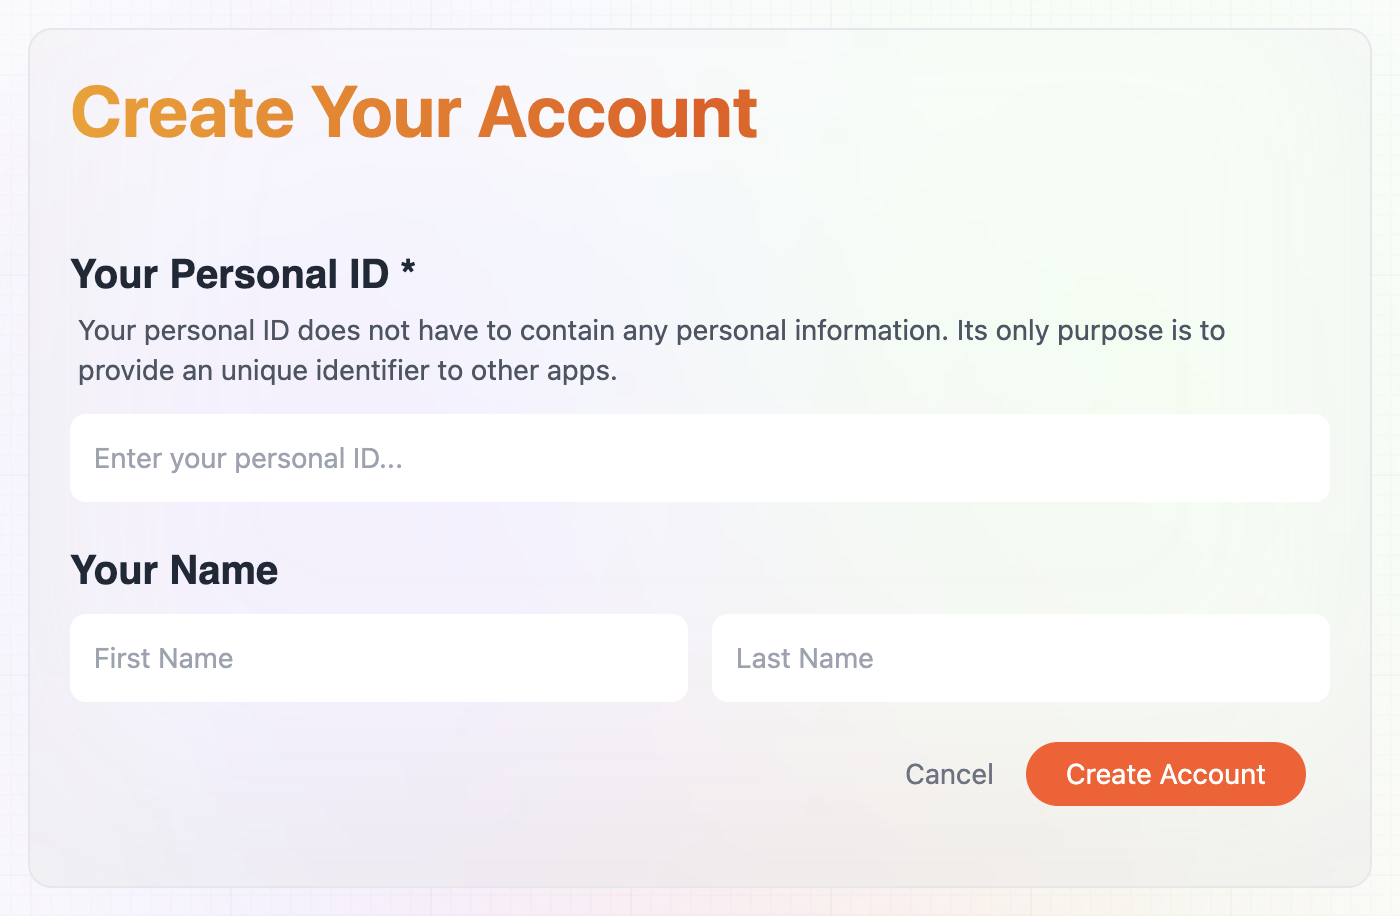 Create Your Account
Your Personal ID *
Your personal ID does not have to contain any personal information. Its only purpose is to
provide an unique identifier to other apps.
Enter your personal ID...
Your Name
First Name
Last Name
Cancel
Create Account